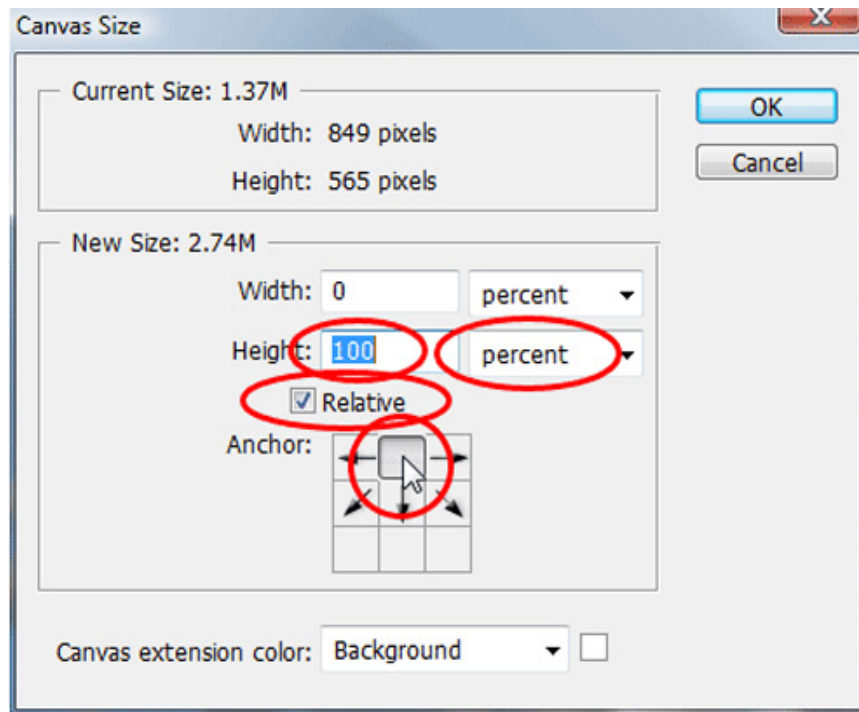 Canvas Size
Current Size: 1.37M
OK
Width: 849 pixels
Cancel
Height: 565 pixels
New Size: 2.74M
Width: 0 percent
Height: 100 percent
Relative
Anchor:
Canvas extension color: Background